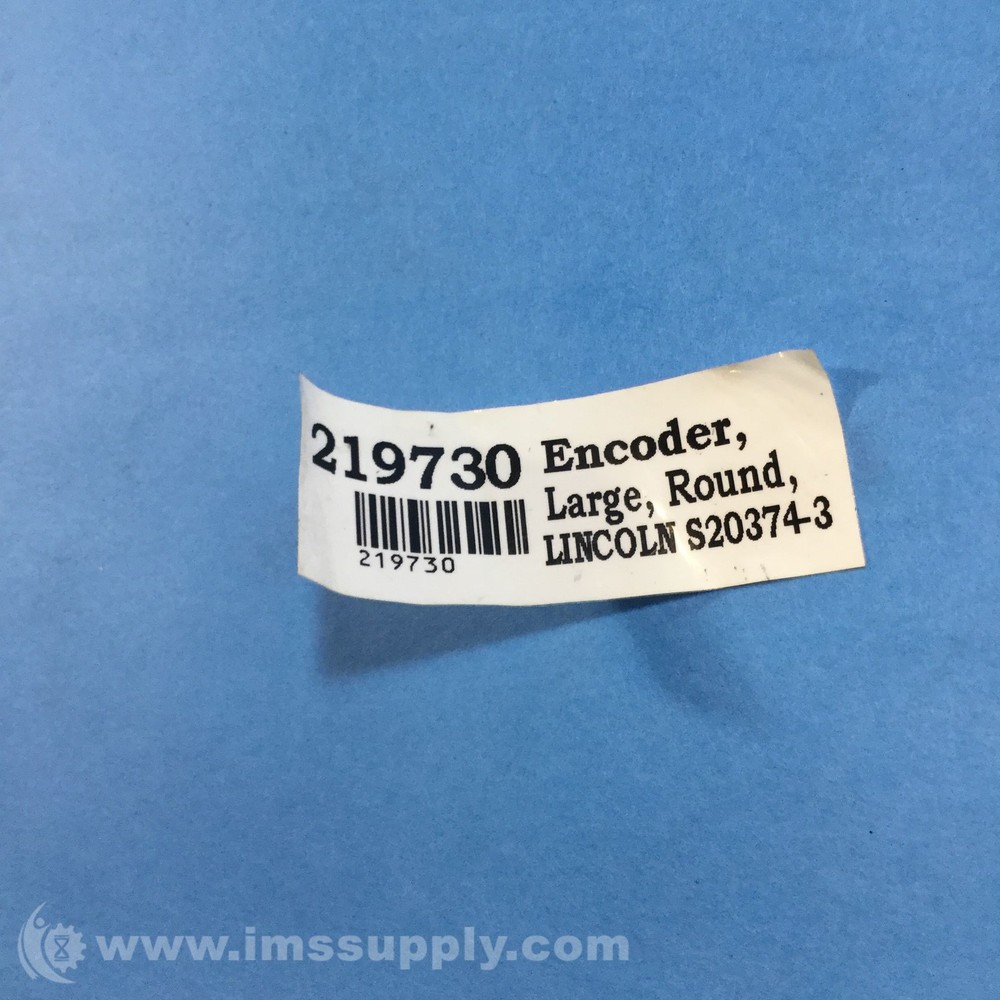 219730
219730
Encoder,
Large, Round,
LINCOLN S20374-3
www.imssupply.com